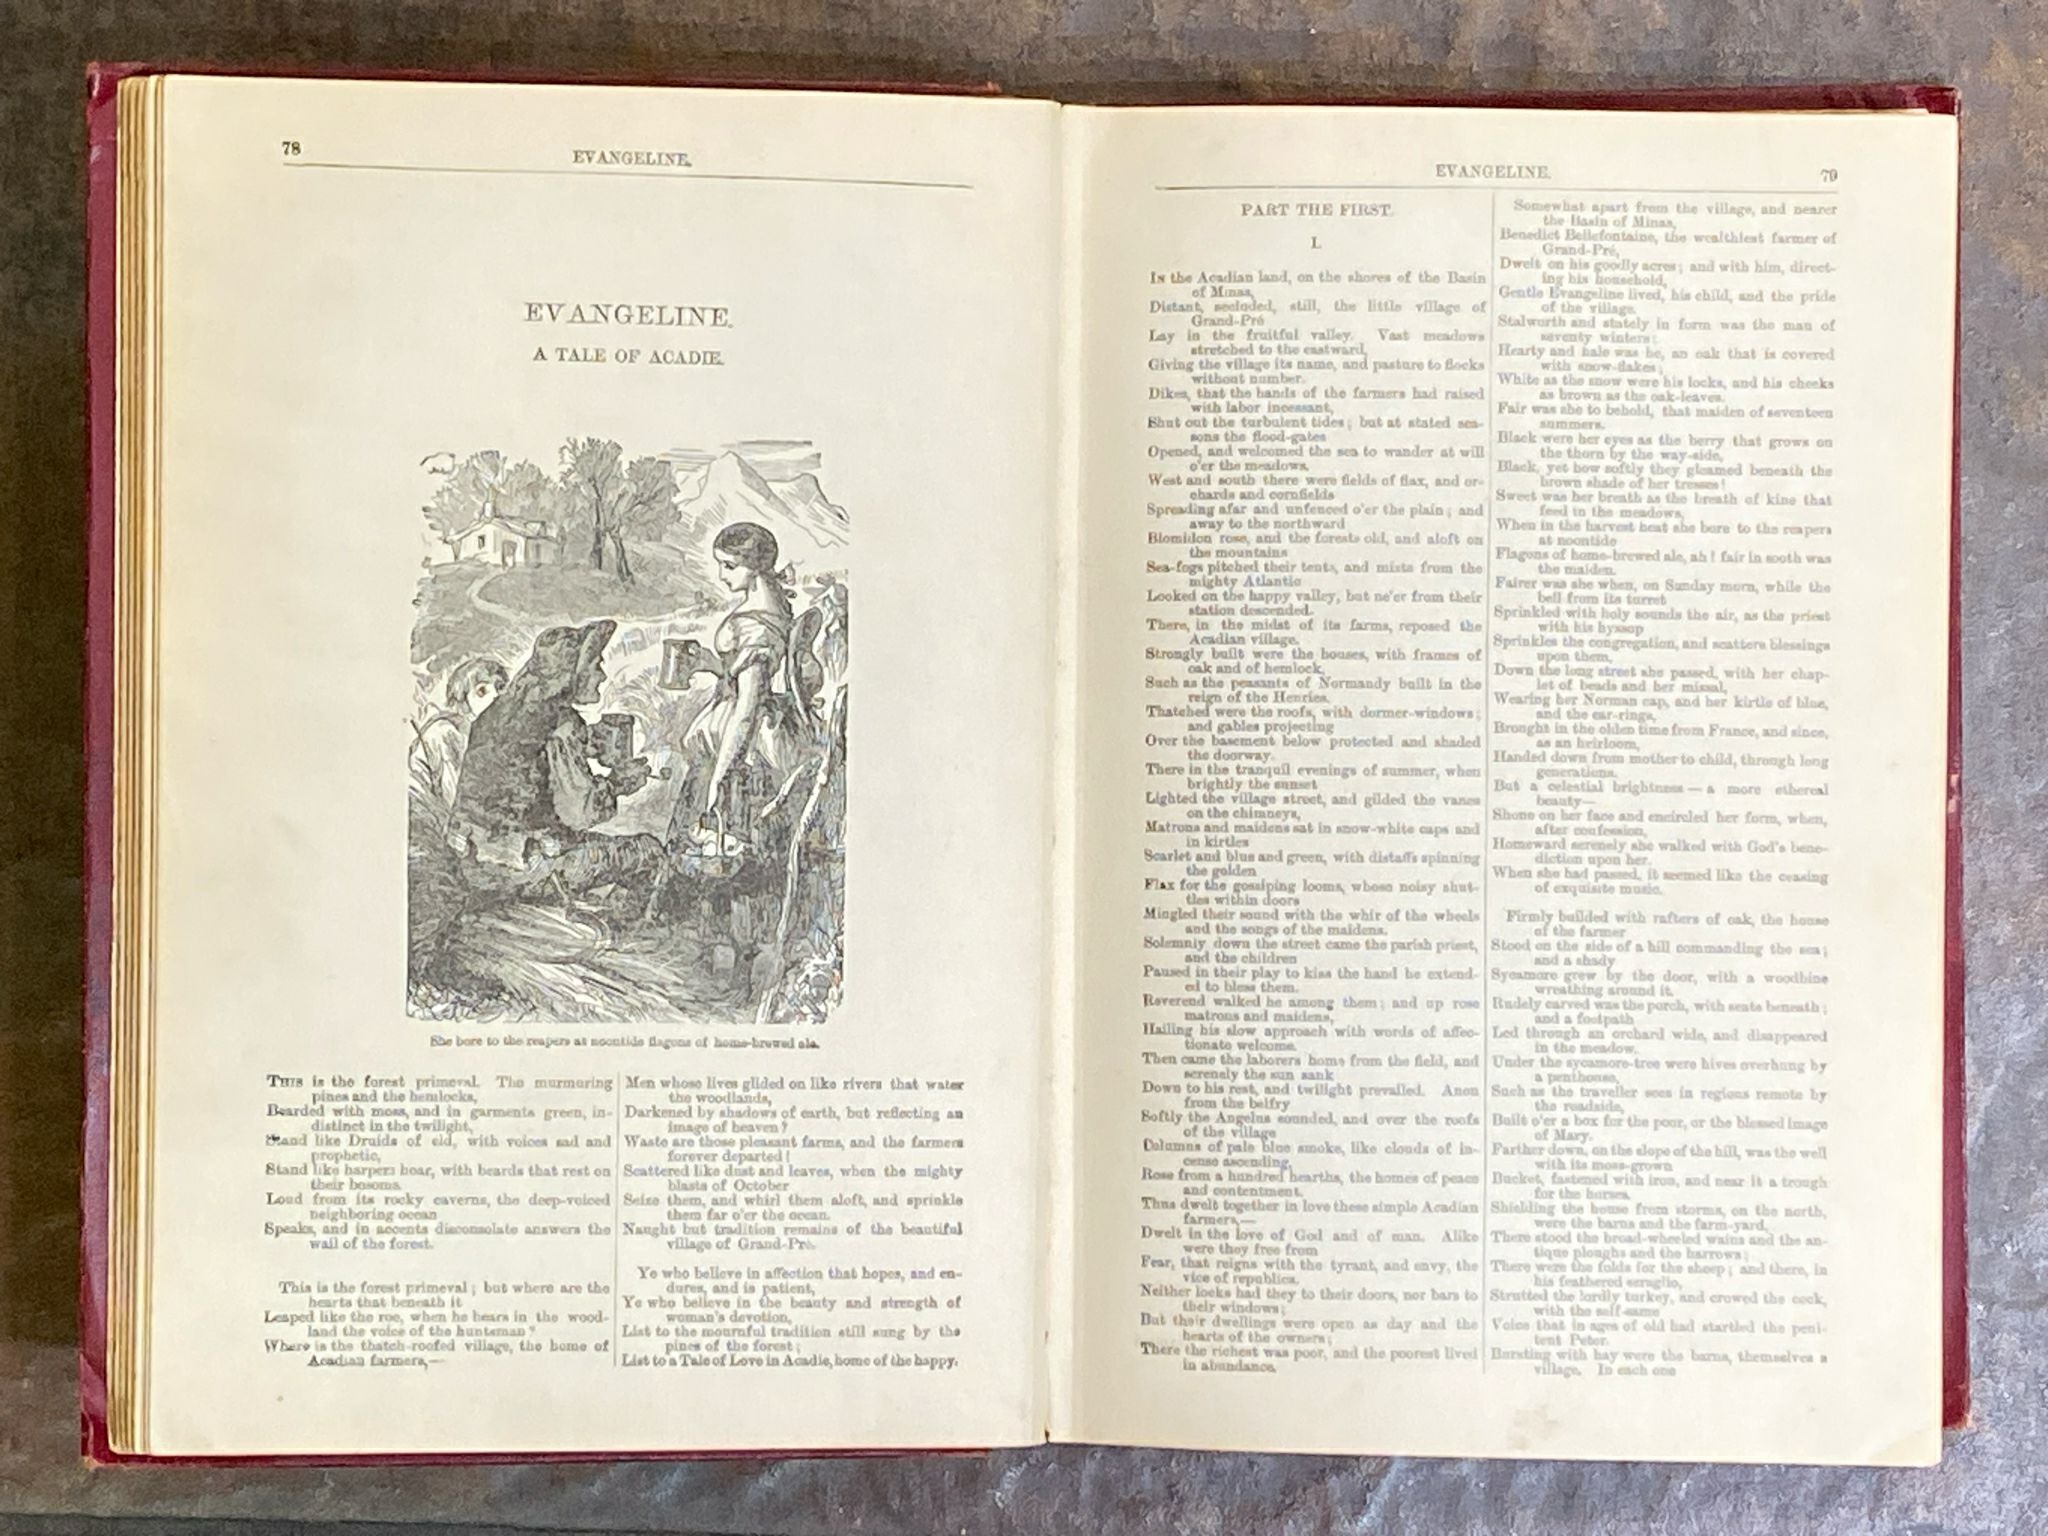 78
EVANGELINE.
EVANGELINE.
A TALE OF ACADIE.
She bore to the reapers at noontide flagons of home-brewed ale.
THIS is the forest primeval. The murmuring
pines and the hemlocks,
Bearded with moss, and in garments green, in-
distinct in the twilight,
Stand like Druids of eld, with voices sad and
prophetic,
Stand like harpers hoar, with beards that rest on
their bosoms.
Loud from its rocky caverns, the deep-voiced
neighboring ocean
Speaks, and in accents disconsolate answers the
wail of the forest.
This is the forest primeval; but where are the
hearts that beneath it
Leaped like the roe, when he hears in the wood-
land the voice of the huntsman?
Where is the thatch-roofed village, the home of
Acadian farmers,—
Men whose lives glided on like rivers that water
the woodlands,
Darkened by shadows of earth, but reflecting an
image of heaven?
Waste are those pleasant farms, and the farmers
forever departed!
Scattered like dust and leaves, when the mighty
blasts of October
Seize them, and whirl them aloft, and sprinkle
them far o'er the ocean.
Naught but tradition remains of the beautiful
village of Grand-Pré.
Ye who believe in affection that hopes, and en-
dures, and is patient,
Ye who believe in the beauty and strength of
woman's devotion,
List to the mournful tradition still sung by the
pines of the forest;
List to a Tale of Love in Acadie, home of the happy.
EVANGELINE.
79
PART THE FIRST.
I.
IN the Acadian land, on the shores of the Basin
of Minas,
Distant, secluded, still, the little village of
Grand-Pré
Lay in the fruitful valley. Vast meadows
stretched to the eastward,
Giving the village its name, and pasture to flocks
without number.
Dikes, that the hands of the farmers had raised
with labor incessant,
Shut out the turbulent tides; but at stated sea-
sons the flood-gates
Opened, and welcomed the sea to wander at will
o'er the meadows.
West and south there were fields of flax, and or-
chards and cornfields
Spreading afar and unfenced o'er the plain; and
away to the northward
Blomidon rose, and the forests old, and aloft on
the mountains
Sea-fogs pitched their tents, and mists from the
mighty Atlantic
Looked on the happy valley, but ne'er from their
station descended.
There, in the midst of its farms, reposed the
Acadian village.
Strongly built were the houses, with frames of
oak and of hemlock,
Such as the peasants of Normandy built in the
reign of the Henries.
Thatched were the roofs, with dormer-windows;
and gables projecting
Over the basement below protected and shaded
the doorway.
There in the tranquil evenings of summer, when
brightly the sunset
Lighted the village street, and gilded the vanes
on the chimneys,
Matrons and maidens sat in snow-white caps and
in kirtles
Scarlet and blue and green, with distaffs spinning
the golden
Flax for the gossiping looms, whose noisy shut-
tles within doors
Mingled their sound with the whir of the wheels
and the songs of the maidens.
Solemnly down the street came the parish priest,
and the children
Paused in their play to kiss the hand he extend-
ed to bless them.
Reverend walked he among them; and up rose
matrons and maidens,
Hailing his slow approach with words of affec-
tionate welcome.
Then came the laborers home from the field, and
serenely the sun sank
Down to his rest, and twilight prevailed. Anon
from the belfry
Softly the Angelus sounded, and over the roofs
of the village
Columns of pale blue smoke, like clouds of in-
cense ascending,
Rose from a hundred hearths, the homes of peace
and contentment.
Thus dwelt together in love these simple Acadian
farmers,—
Dwelt in the love of God and of man. Alike
were they free from
Fear, that reigns with the tyrant, and envy, the
vice of republics.
Neither locks had they to their doors, nor bars to
their windows;
But their dwellings were open as day and the
hearts of the owners;
There the richest was poor, and the poorest lived
in abundance.
Somewhat apart from the village, and nearer
the Basin of Minas,
Benedict Bellefontaine, the wealthiest farmer of
Grand-Pré,
Dwelt on his goodly acres; and with him, direct-
ing his household,
Gentle Evangeline lived, his child, and the pride
of the village.
Stalworth and stately in form was the man of
seventy winters;
Hearty and hale was he, an oak that is covered
with snow-flakes;
White as the snow were his locks, and his cheeks
as brown as the oak-leaves.
Fair was she to behold, that maiden of seventeen
summers.
Black were her eyes as the berry that grows on
the thorn by the way-side,
Black, yet how softly they gleamed beneath the
brown shade of her tresses!
Sweet was her breath as the breath of kine that
feed in the meadows,
When in the harvest heat she bore to the reapers
at noontide
Flagons of home-brewed ale, ah! fair in sooth was
the maiden.
Fairer was she when, on Sunday morn, while the
bell from its turret
Sprinkled with holy sounds the air, as the priest
with his hyssop
Sprinkles the congregation, and scatters blessings
upon them,
Down the long street she passed, with her chap-
let of beads and her missal,
Wearing her Norman cap, and her kirtle of blue,
and the ear-rings,
Brought in the olden time from France, and since,
as an heirloom,
Handed down from mother to child, through long
generations.
But a celestial brightness—a more ethereal
beauty—
Shone on her face and encircled her form, when,
after confession,
Homeward serenely she walked with God's bene-
diction upon her.
When she had passed, it seemed like the ceasing
of exquisite music.
Firmly builded with rafters of oak, the house
of the farmer
Stood on the side of a hill commanding the sea;
and a shady
Sycamore grew by the door, with a woodbine
wreathing around it.
Rudely carved was the porch, with seats beneath;
and a footpath
Led through an orchard wide, and disappeared
in the meadow.
Under the sycamore-tree were hives overhung by
a penthouse,
Such as the traveller sees in regions remote by
the roadside,
Built o'er a box for the poor, or the blessed image
of Mary.
Farther down, on the slope of the hill, was the well
with its moss-grown
Bucket, fastened with iron, and near it a trough
for the horses.
Shielding the house from storms, on the north,
were the barns and the farm-yard,
There stood the broad-wheeled wains and the an-
tique ploughs and the harrows;
There were the folds for the sheep; and there, in
his feathered seraglio,
Strutted the lordly turkey, and crowed the cock,
with the self-same
Voice that in ages of old had startled the peni-
tent Peter.
Bursting with hay were the barns, themselves a
village. In each one